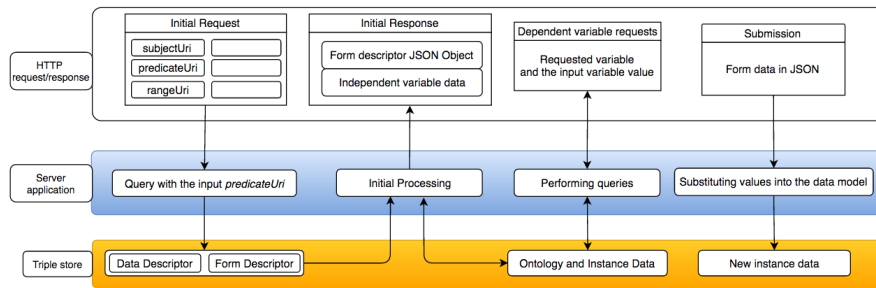 Initial Request
subjectUri
predicateUri
rangeUri
Initial Response
Form descriptor JSON Object
Independent variable data
Dependent variable requests
Requested variable
and the input variable value
Submission
Form data in JSON
HTTP
request/response
Server
application
Query with the input predicateUri
Initial Processing
Performing queries
Substituting values into the data model
Triple store
Data Descriptor
Form Descriptor
Ontology and Instance Data
New instance data